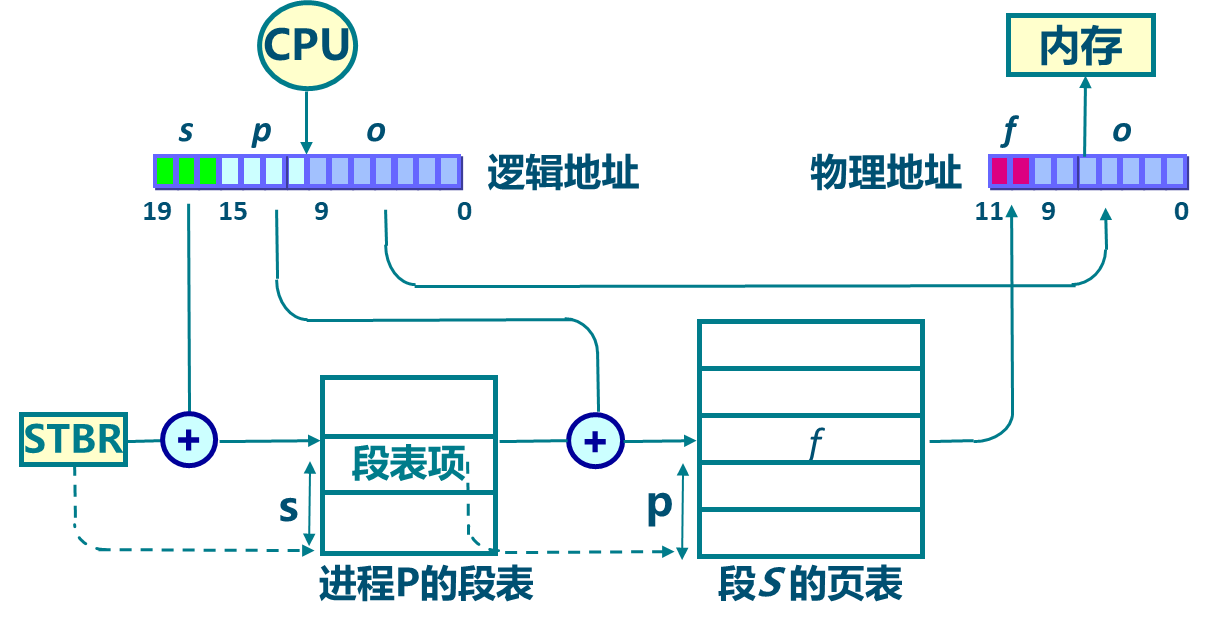 CPU
内存
s p o
f o
逻辑地址
物理地址
19 15 9 0
11 9 0
+
+
STBR
段表项
f
s
p
进程P的段表
段S的页表